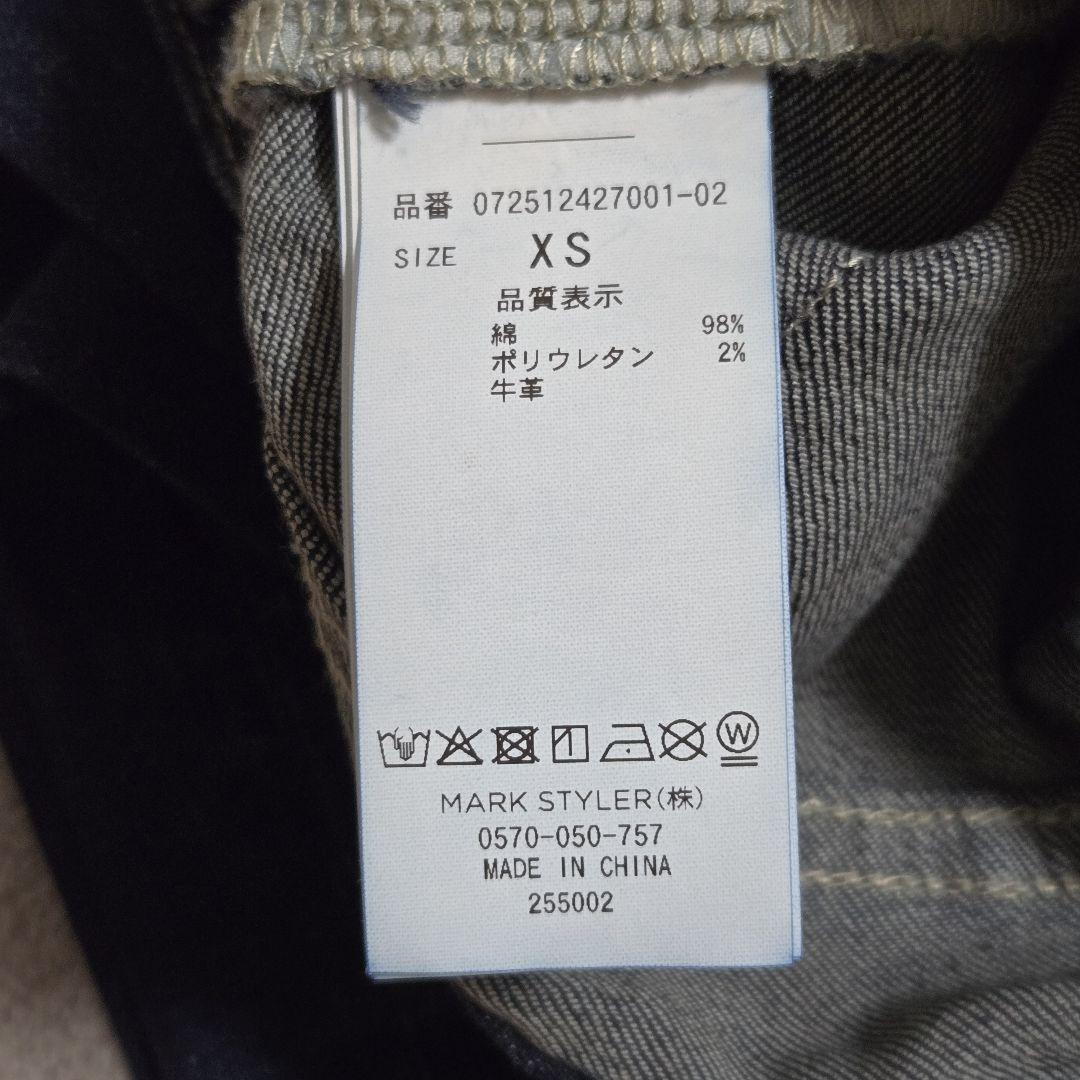 品番 072512427001-02
SIZE XS
品質表示
綿 98%
ポリウレタン 2%
牛革
W
MARK STYLER(株)
0570-050-757
MADE IN CHINA
255002